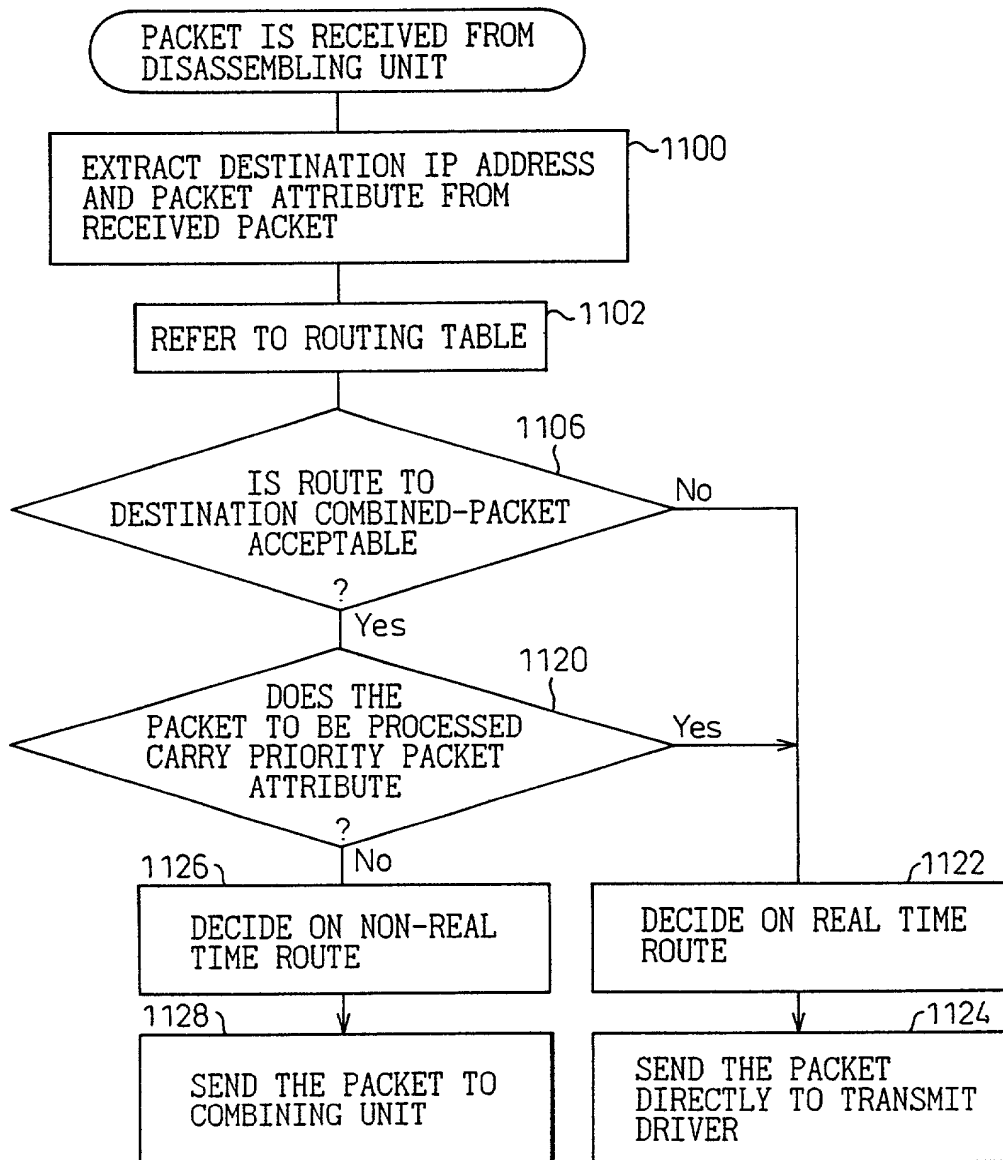 PACKET IS RECEIVED FROM
DISASSEMBLING UNIT
1100
EXTRACT DESTINATION IP ADDRESS
AND PACKET ATTRIBUTE FROM
RECEIVED PACKET
1102
REFER TO ROUTING TABLE
1106
IS ROUTE TO
DESTINATION COMBINED-PACKET
ACCEPTABLE
?
No
Yes
1120
DOES THE
PACKET TO BE PROCESSED
CARRY PRIORITY PACKET
ATTRIBUTE
?
Yes
No
1126
DECIDE ON NON-REAL
TIME ROUTE
1122
DECIDE ON REAL TIME
ROUTE
1128
SEND THE PACKET TO
COMBINING UNIT
1124
SEND THE PACKET
DIRECTLY TO TRANSMIT
DRIVER